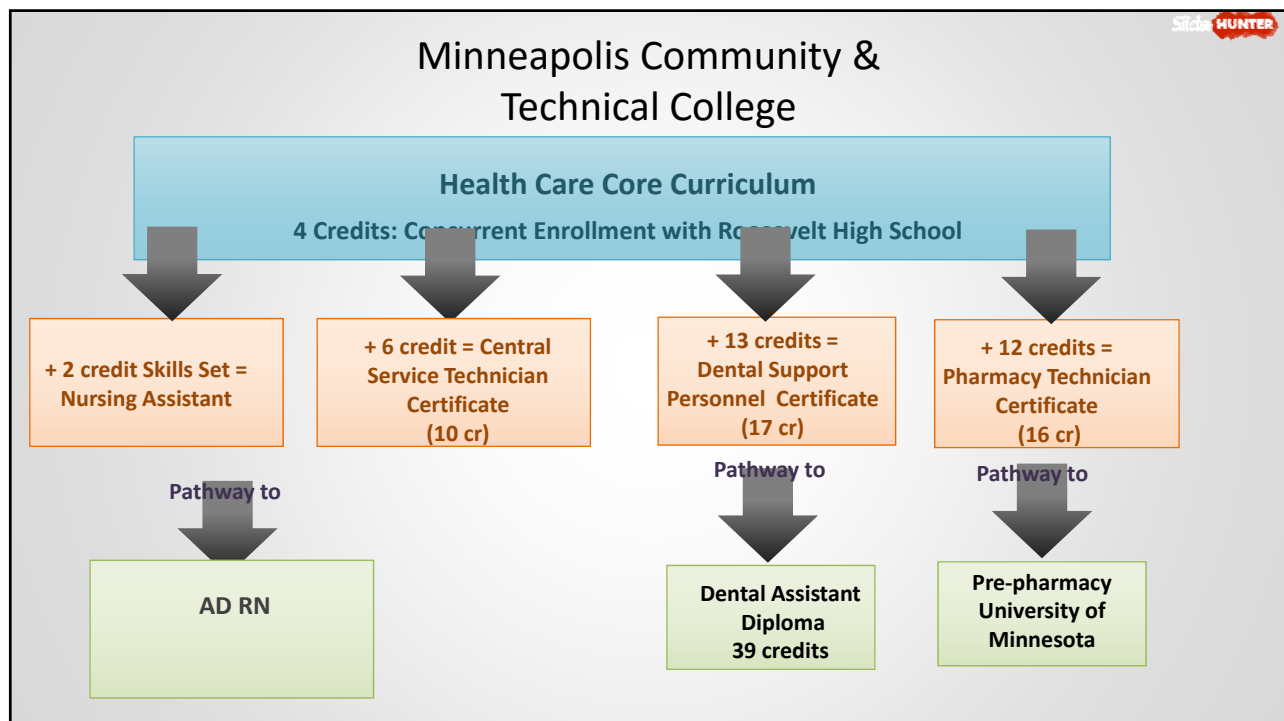 Slide HUNTER
Minneapolis Community &
Technical College
Health Care Core Curriculum
4 Credits: Concurrent Enrollment with Roosevelt High School
+ 2 credit Skills Set =
Nursing Assistant
+ 6 credit = Central
Service Technician
Certificate
(10 cr)
+ 13 credits =
Dental Support
Personnel Certificate
(17 cr)
+ 12 credits =
Pharmacy Technician
Certificate
(16 cr)
Pathway to
Pathway to
Pathway to
AD RN
Dental Assistant
Diploma
39 credits
Pre-pharmacy
University of
Minnesota